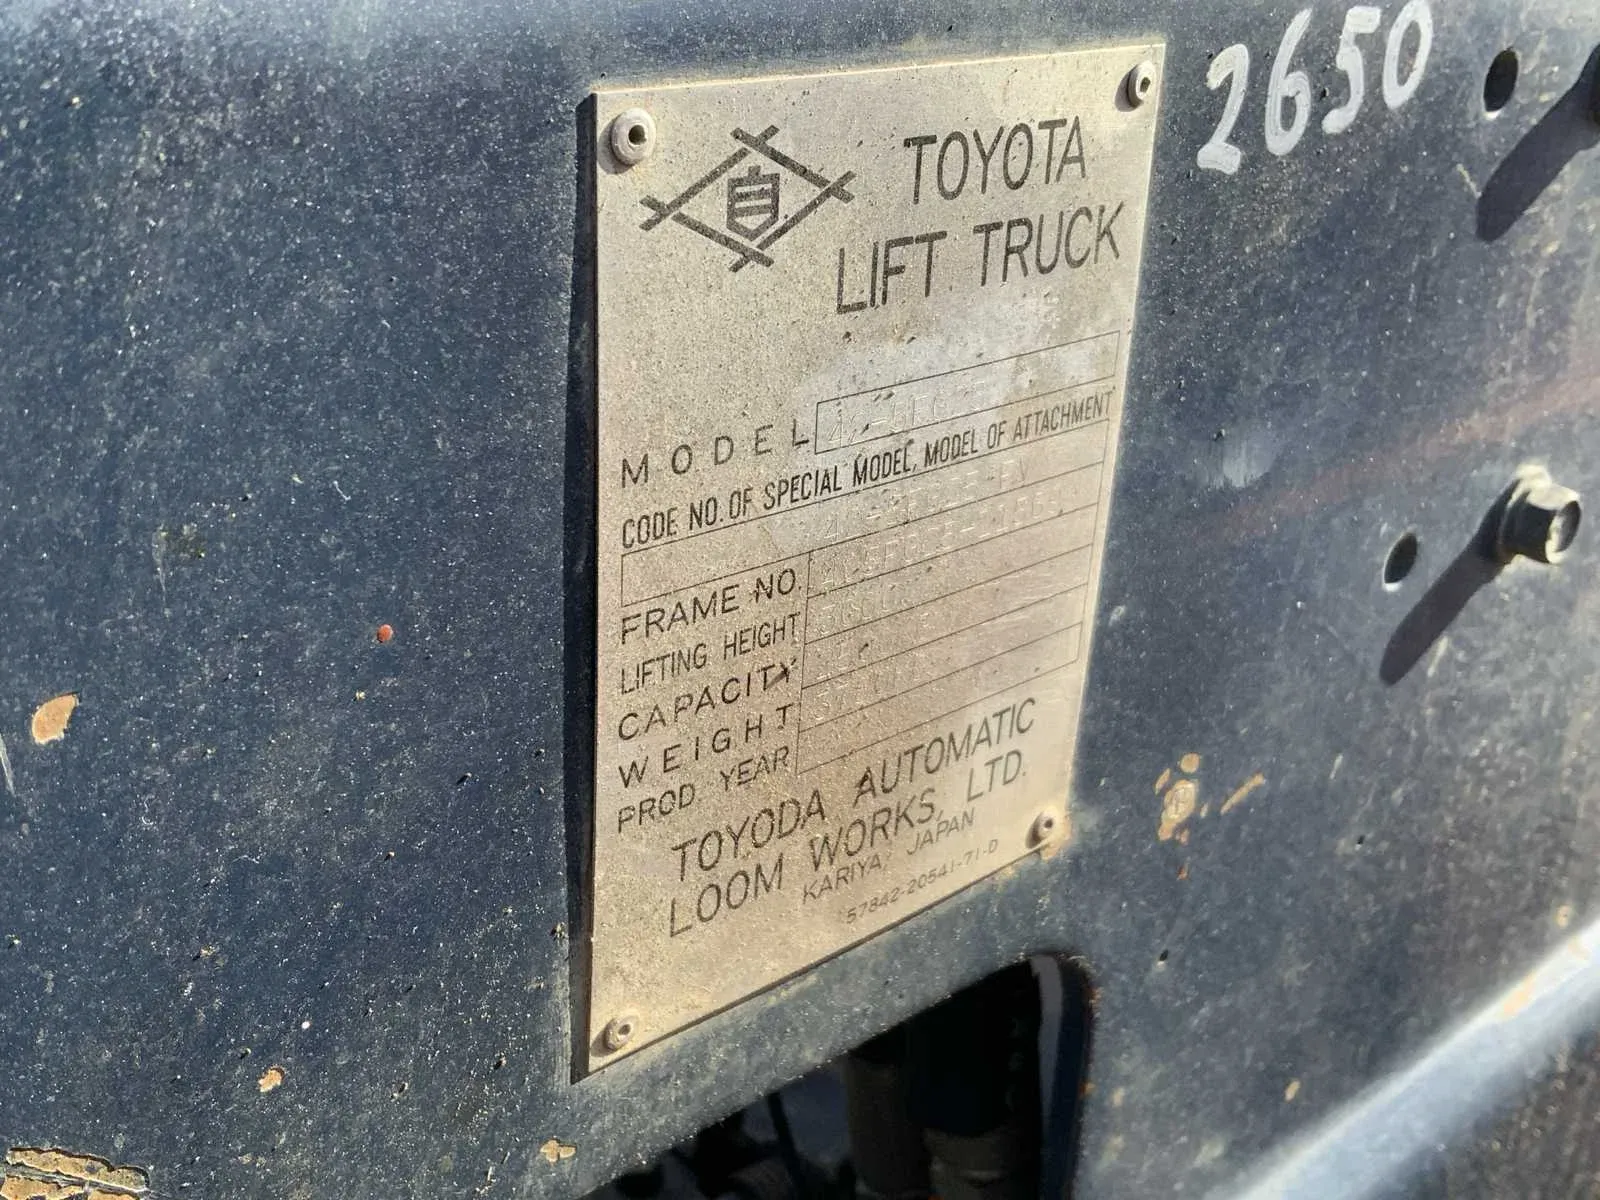 2650
自
TOYOTA
LIFT TRUCK
MODEL
CODE NO. OF SPECIAL MODEL, MODEL OF ATTACHMENT
FRAME NO.
LIFTING HEIGHT
CAPACITY
WEIGHT
PROD. YEAR
TOYODA AUTOMATIC
LOOM WORKS, LTD.
KARIYA, JAPAN
57842-20541-71-D